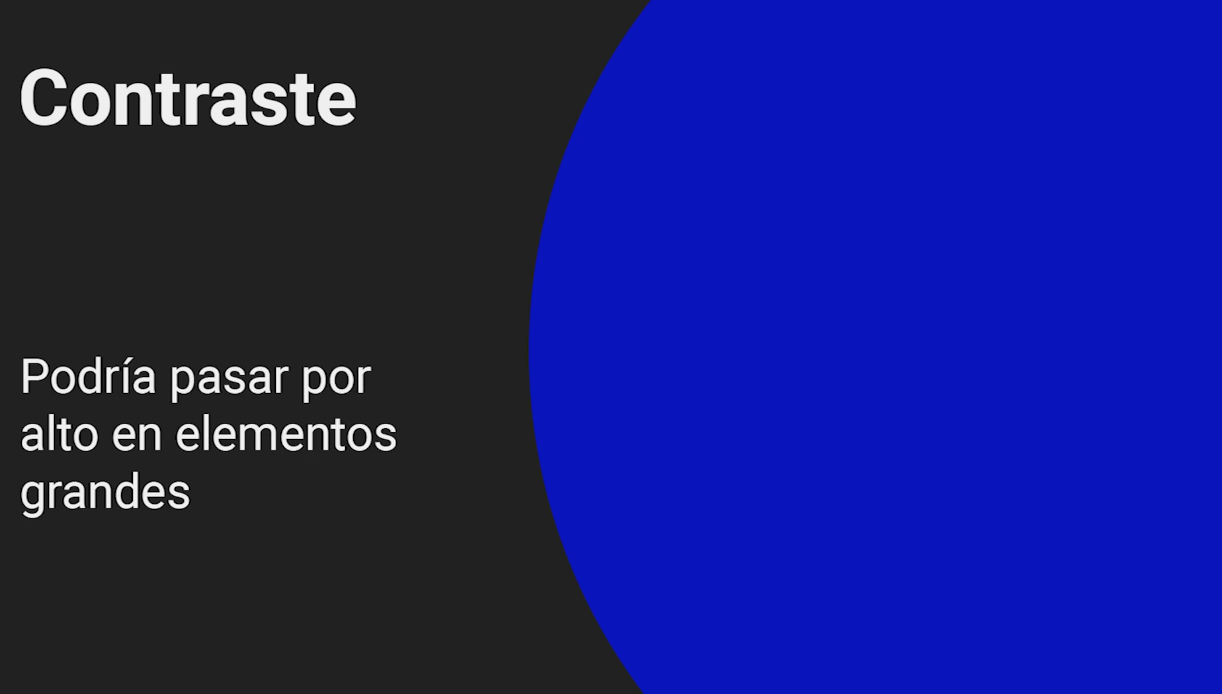 Contraste
Podría pasar por
alto en elementos
grandes